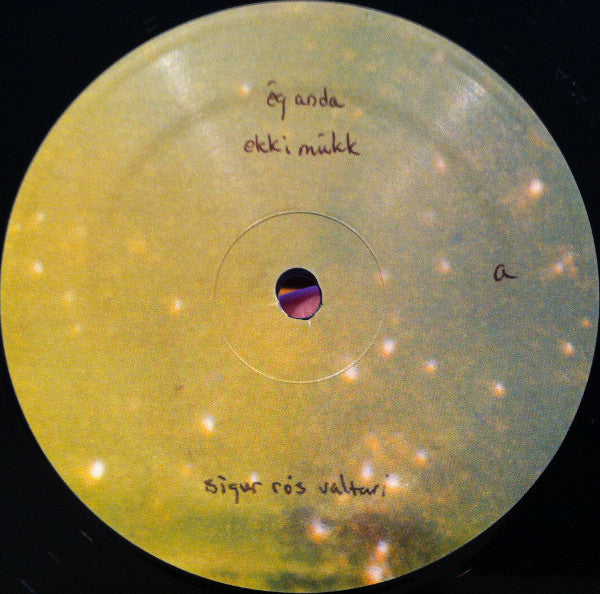 ég anda
ekki múkk
a
sigur rós valtari